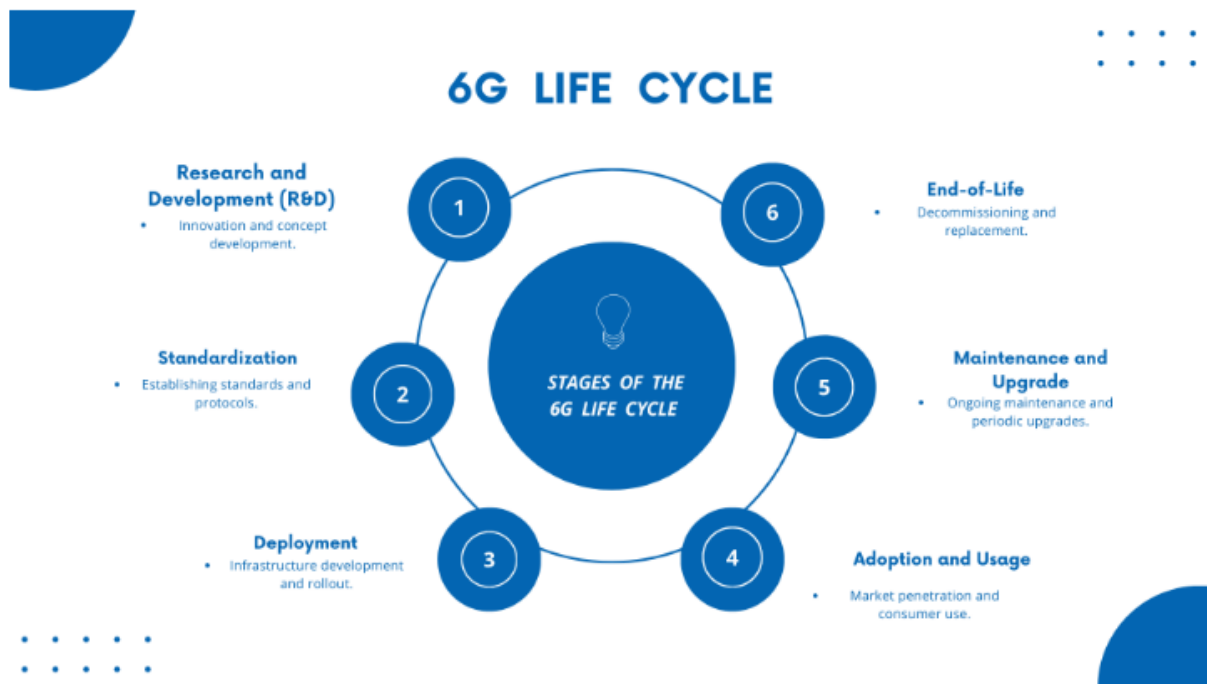 6G LIFE CYCLE
Research and
Development (R&D)
• Innovation and concept
development.
1
Standardization
• Establishing standards and
protocols.
2
Deployment
• Infrastructure development
and rollout.
3
STAGES OF THE
6G LIFE CYCLE
4
Adoption and Usage
• Market penetration and
consumer use.
5
Maintenance and
Upgrade
• Ongoing maintenance and
periodic upgrades.
6
End-of-Life
• Decommissioning and
replacement.